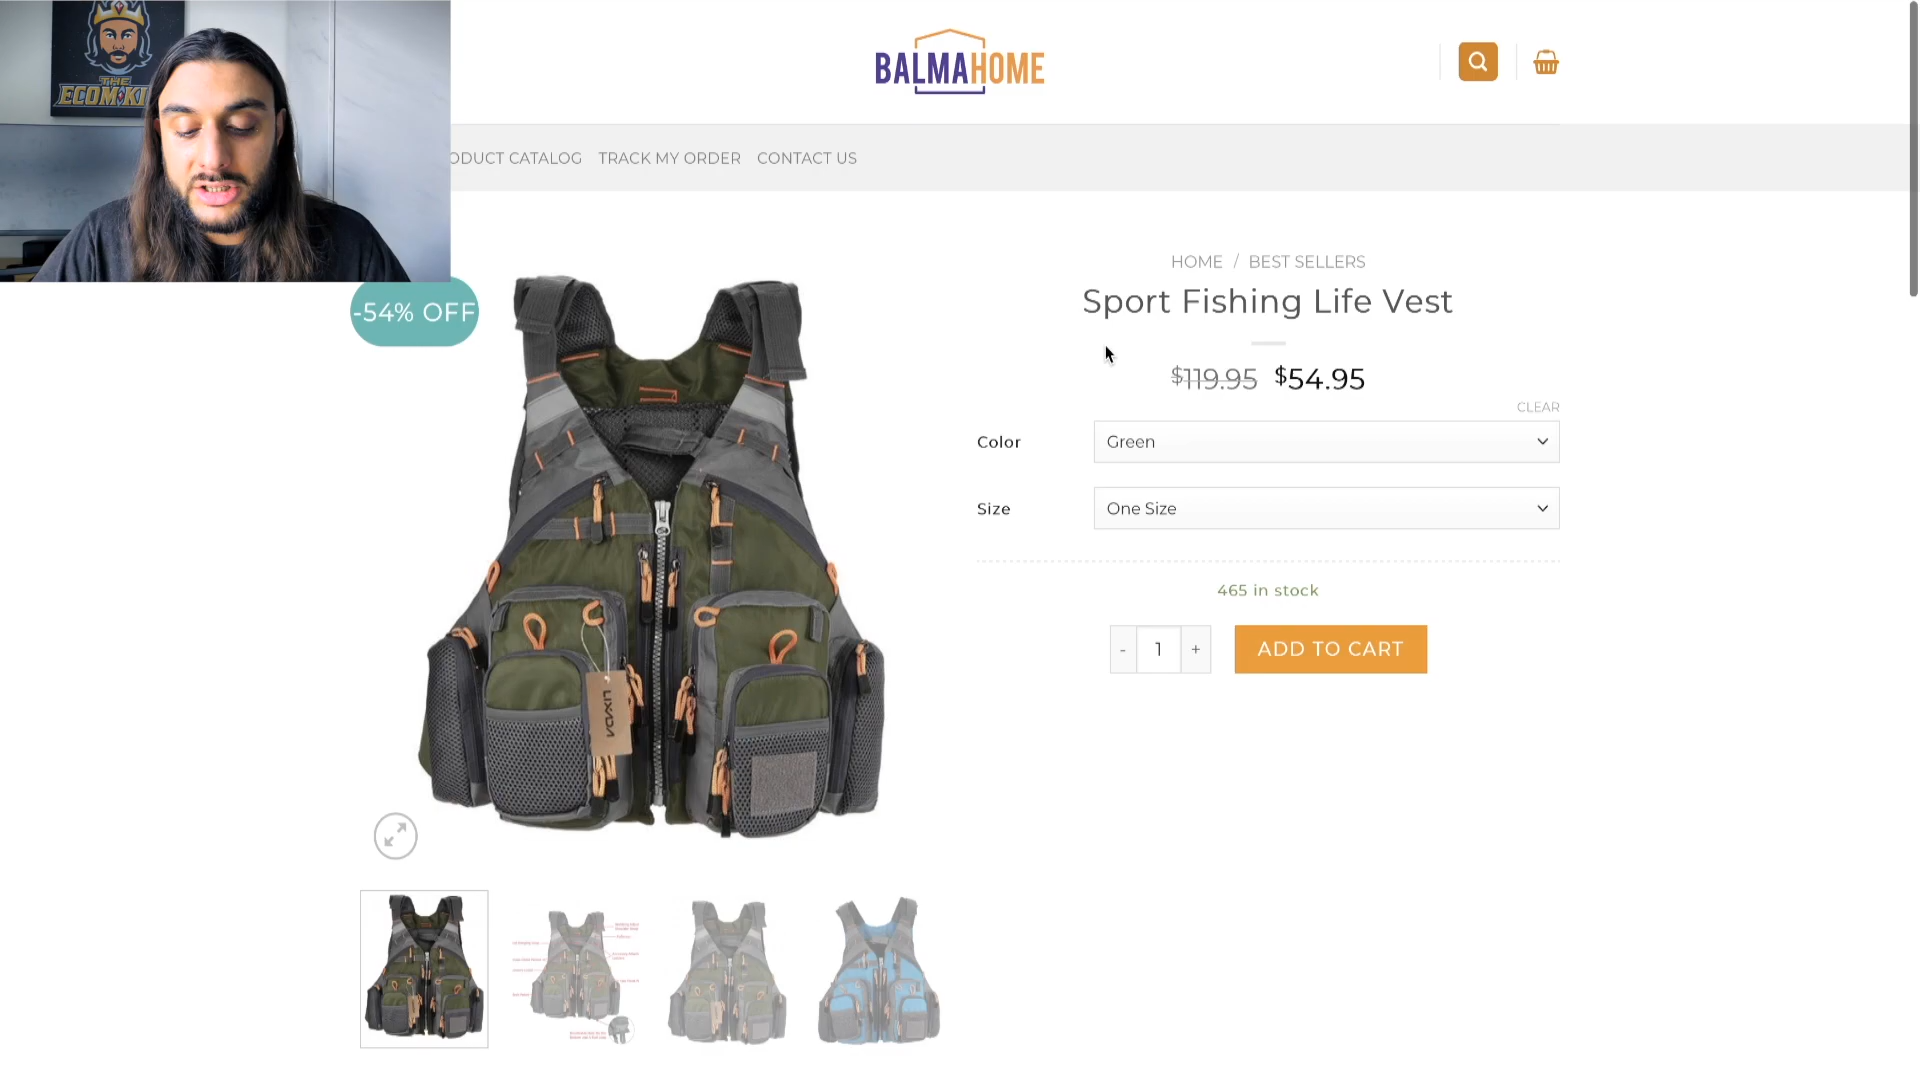 THE
ECOM KI
BALMAHOME
ODUCT CATALOG TRACK MY ORDER CONTACT US
-54% OFF
HOME / BEST SELLERS
Sport Fishing Life Vest
$119.95 $54.95
CLEAR
Color Green
Size One Size
465 in stock
- 1 + ADD TO CART
LIXADA